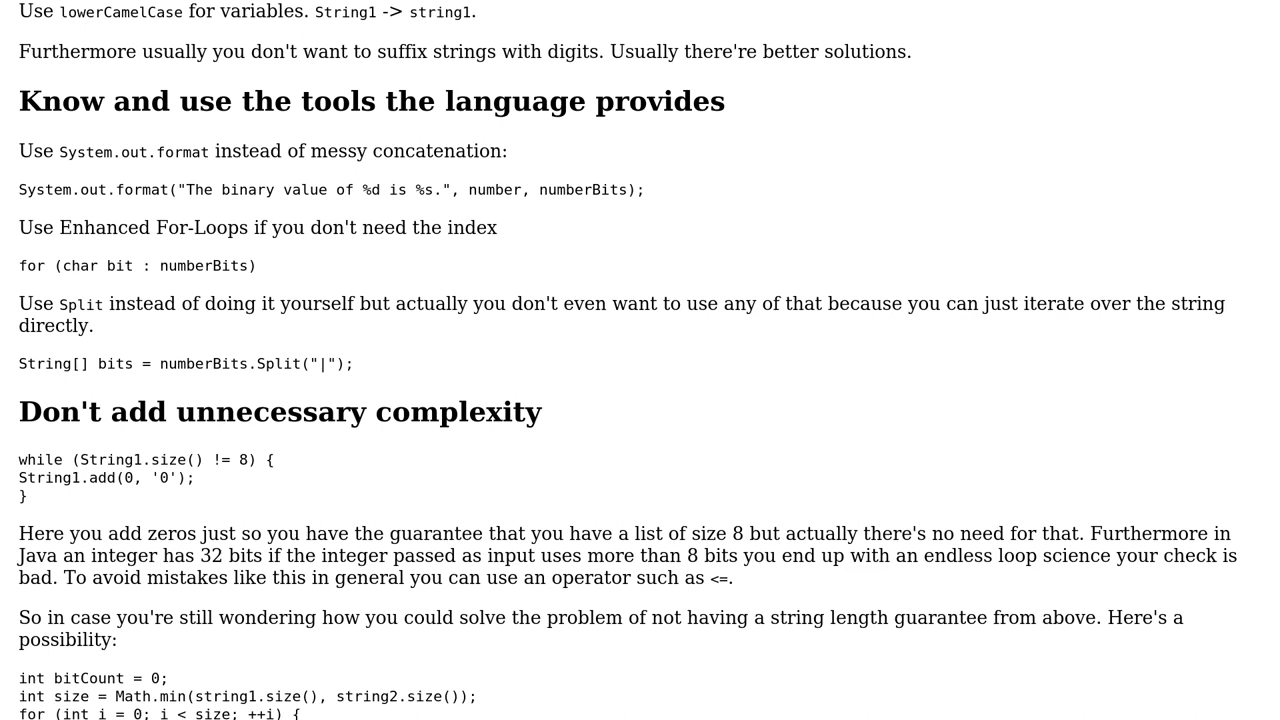 Use lowerCamelCase for variables. String1 -> string1.
Furthermore usually you don't want to suffix strings with digits. Usually there're better solutions.
Know and use the tools the language provides
Use System.out.format instead of messy concatenation:
System.out.format("The binary value of %d is %s.", number, numberBits);
Use Enhanced For-Loops if you don't need the index
for (char bit : numberBits)
Use Split instead of doing it yourself but actually you don't even want to use any of that because you can just iterate over the string
directly.
String[] bits = numberBits.Split("|");
Don't add unnecessary complexity
while (String1.size() != 8) {
String1.add(0, '0');
}
Here you add zeros just so you have the guarantee that you have a list of size 8 but actually there's no need for that. Furthermore in
Java an integer has 32 bits if the integer passed as input uses more than 8 bits you end up with an endless loop science your check is
bad. To avoid mistakes like this in general you can use an operator such as <=.
So in case you're still wondering how you could solve the problem of not having a string length guarantee from above. Here's a
possibility:
int bitCount = 0;
int size = Math.min(string1.size(), string2.size());
for (int i = 0; i < size; ++i) {